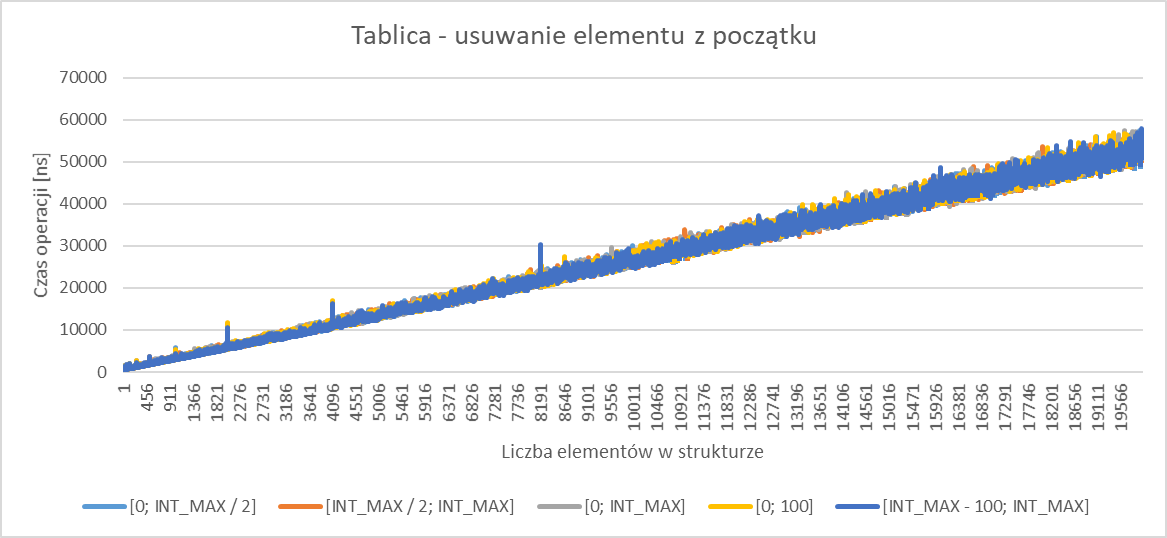 Tablica - usuwanie elementu z początku
Czas operacji [ns]
70000
60000
50000
40000
30000
20000
10000
0
1 456 911 1366 1821 2276 2731 3186 3641 4096 4551 5006 5461 5916 6371 6826 7281 7736 8191 8646 9101 9556 10011 10466 10921 11376 11831 12286 12741 13196 13651 14106 14561 15016 15471 15926 16381 16836 17291 17746 18201 18656 19111 19566
Liczba elementów w strukturze
[0; INT_MAX / 2] [INT_MAX / 2; INT_MAX] [0; INT_MAX] [0; 100] [INT_MAX - 100; INT_MAX]